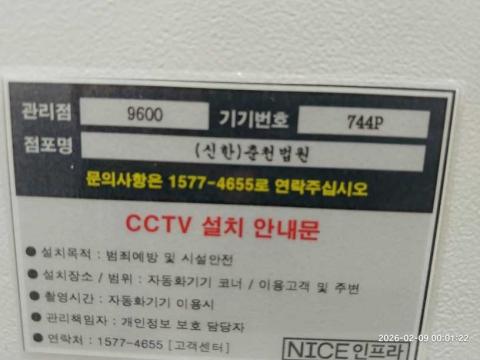 관리점 9600 기기번호 744P
점포명 (신한)춘천법원
문의사항은 1577-4655로 연락주십시오
CCTV 설치 안내문
● 설치목적 : 범죄예방 및 시설안전
● 설치장소 / 범위 : 자동화기기 코너 / 이용고객 및 주변
● 촬영시간 : 자동화기기 이용시
● 관리책임자 : 개인정보 보호 담당자
● 연락처 : 1577-4655 [고객센터]
NICE인프라
2026-02-09 00:01:22